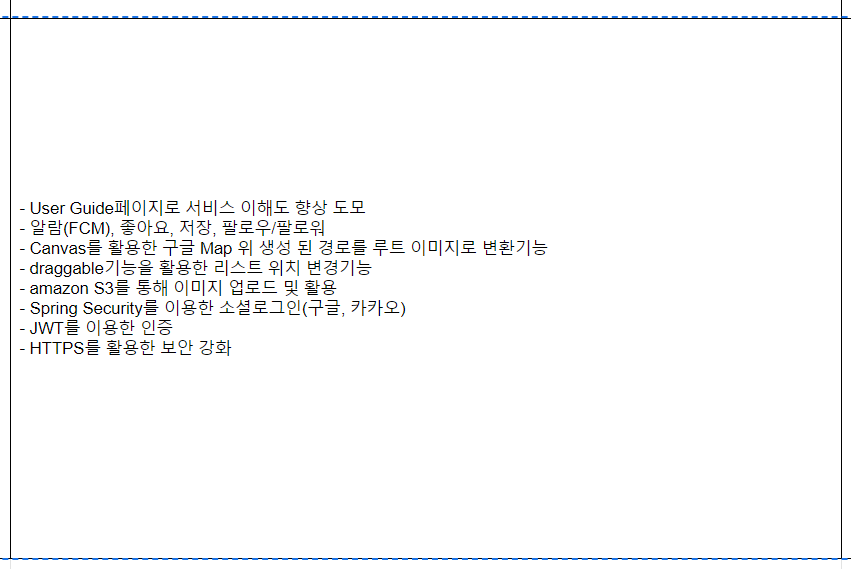 - User Guide페이지로 서비스 이해도 향상 도모
- 알람(FCM), 좋아요, 저장, 팔로우/팔로워
- Canvas를 활용한 구글 Map 위 생성 된 경로를 루트 이미지로 변환기능
- draggable기능을 활용한 리스트 위치 변경기능
- amazon S3를 통해 이미지 업로드 및 활용
- Spring Security를 이용한 소셜로그인(구글, 카카오)
- JWT를 이용한 인증
- HTTPS를 활용한 보안 강화